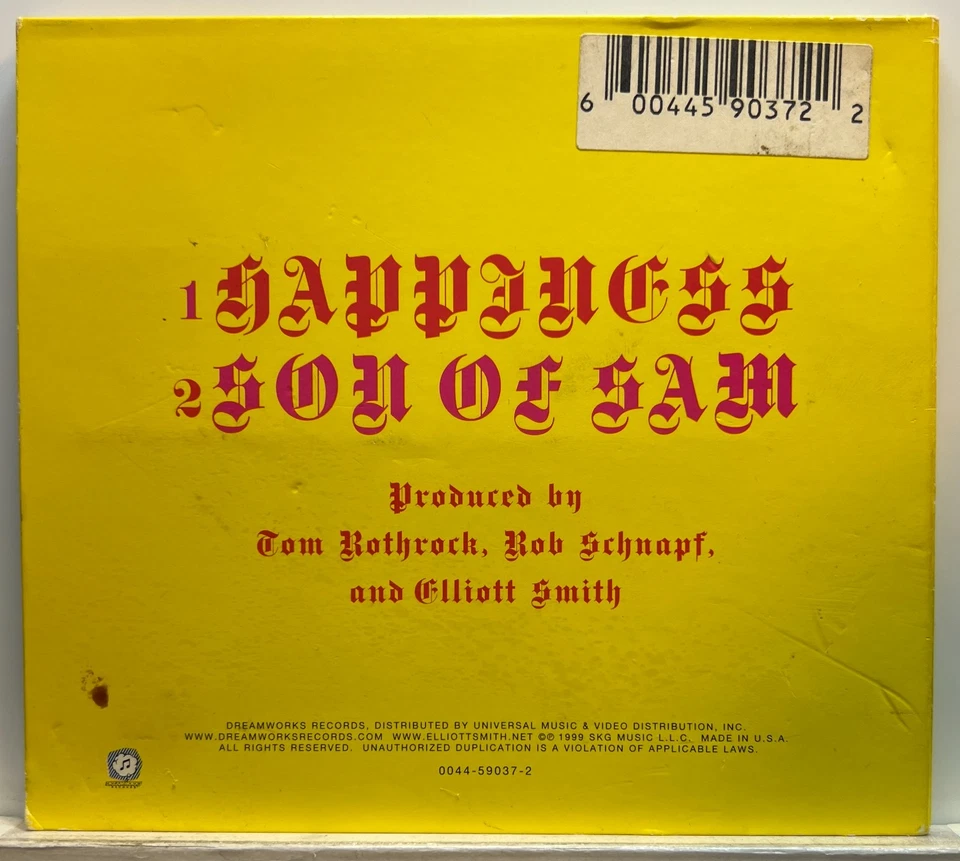 6 00445 90372 2
1 HAPPINESS
2 SON OF SAM
Produced by
Tom Rothrock, Rob Schnapf,
and Elliott Smith
DREAMWORKS RECORDS, DISTRIBUTED BY UNIVERSAL MUSIC & VIDEO DISTRIBUTION, INC.
WWW.DREAMWORKSRECORDS.COM WWW.ELLIOTTSMITH.NET ©℗ 1999 SKG MUSIC L.L.C. MADE IN U.S.A.
ALL RIGHTS RESERVED. UNAUTHORIZED DUPLICATION IS A VIOLATION OF APPLICABLE LAWS.
0044-59037-2